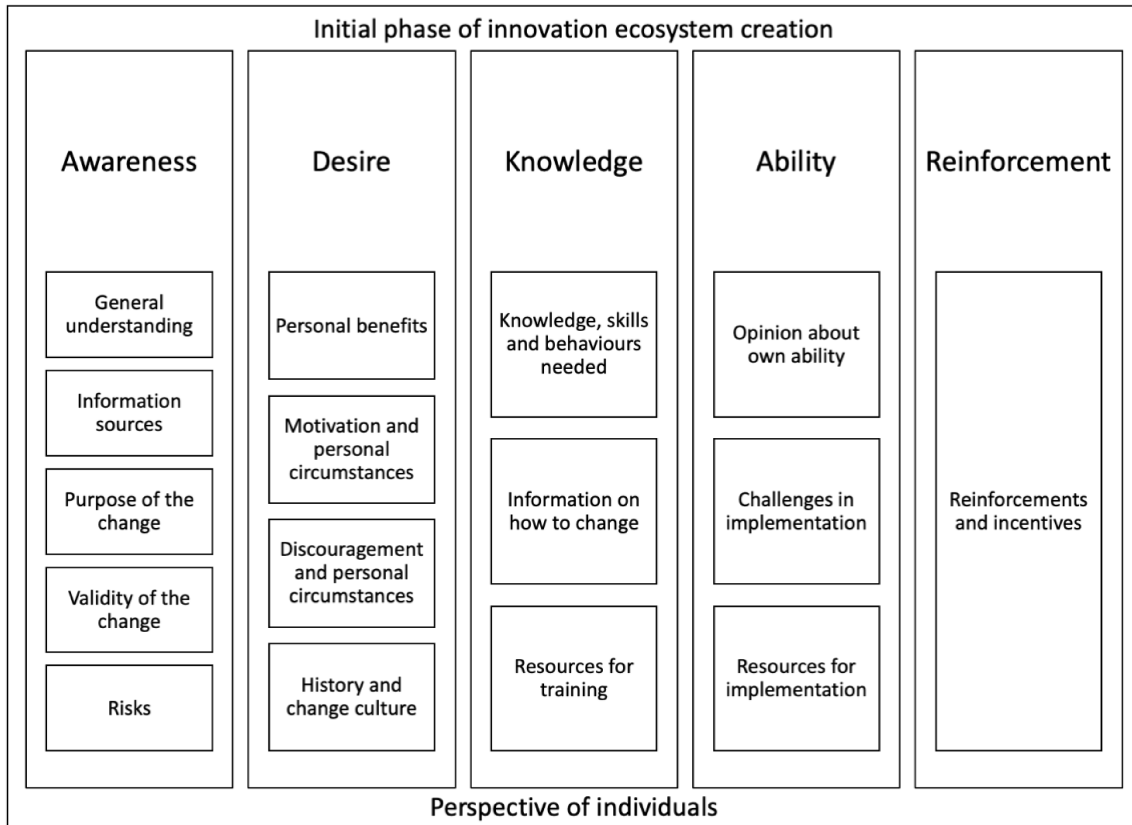 Initial phase of innovation ecosystem creation
Awareness
General
understanding
Information
sources
Purpose of the
change
Validity of the
change
Risks
Desire
Personal benefits
Motivation and
personal
circumstances
Discouragement
and personal
circumstances
History and
change culture
Knowledge
Knowledge, skills
and behaviours
needed
Information on
how to change
Resources for
training
Ability
Opinion about
own ability
Challenges in
implementation
Resources for
implementation
Reinforcement
Reinforcements
and incentives
Perspective of individuals